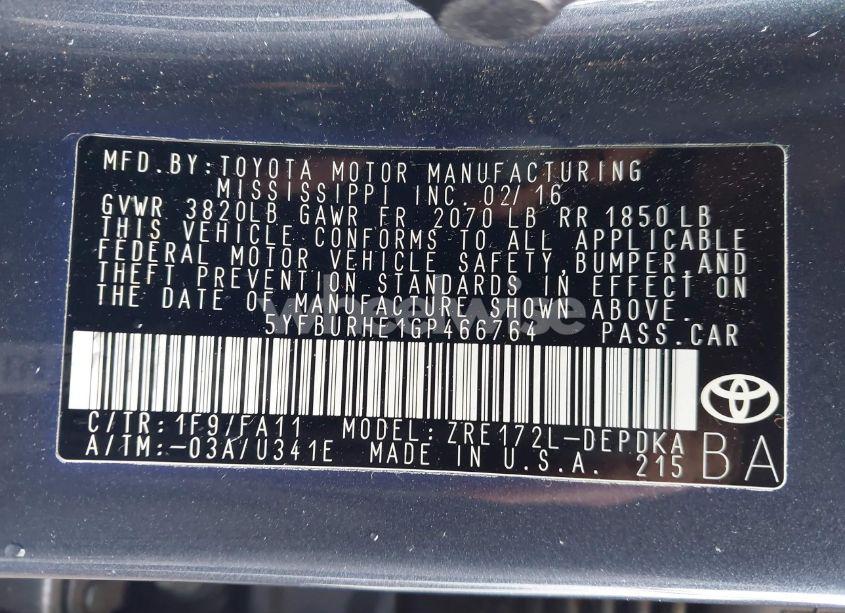 MFD. BY: TOYOTA MOTOR MANUFACTURING
MISSISSIPPI INC. 02/16
GVWR 3820LB GAWR FR 2070 LB RR 1850 LB
THIS VEHICLE CONFORMS TO ALL APPLICABLE
FEDERAL MOTOR VEHICLE SAFETY, BUMPER, AND
THEFT PREVENTION STANDARDS IN EFFECT ON
THE DATE OF MANUFACTURE SHOWN ABOVE.
wheelwise
5YFBURHE1GP466764 PASS. CAR
C/TR: 1F9/FA11 MODEL: ZRE172L-DEPDKA
A/TM: -03A/U341E MADE IN U.S.A. 215
BA